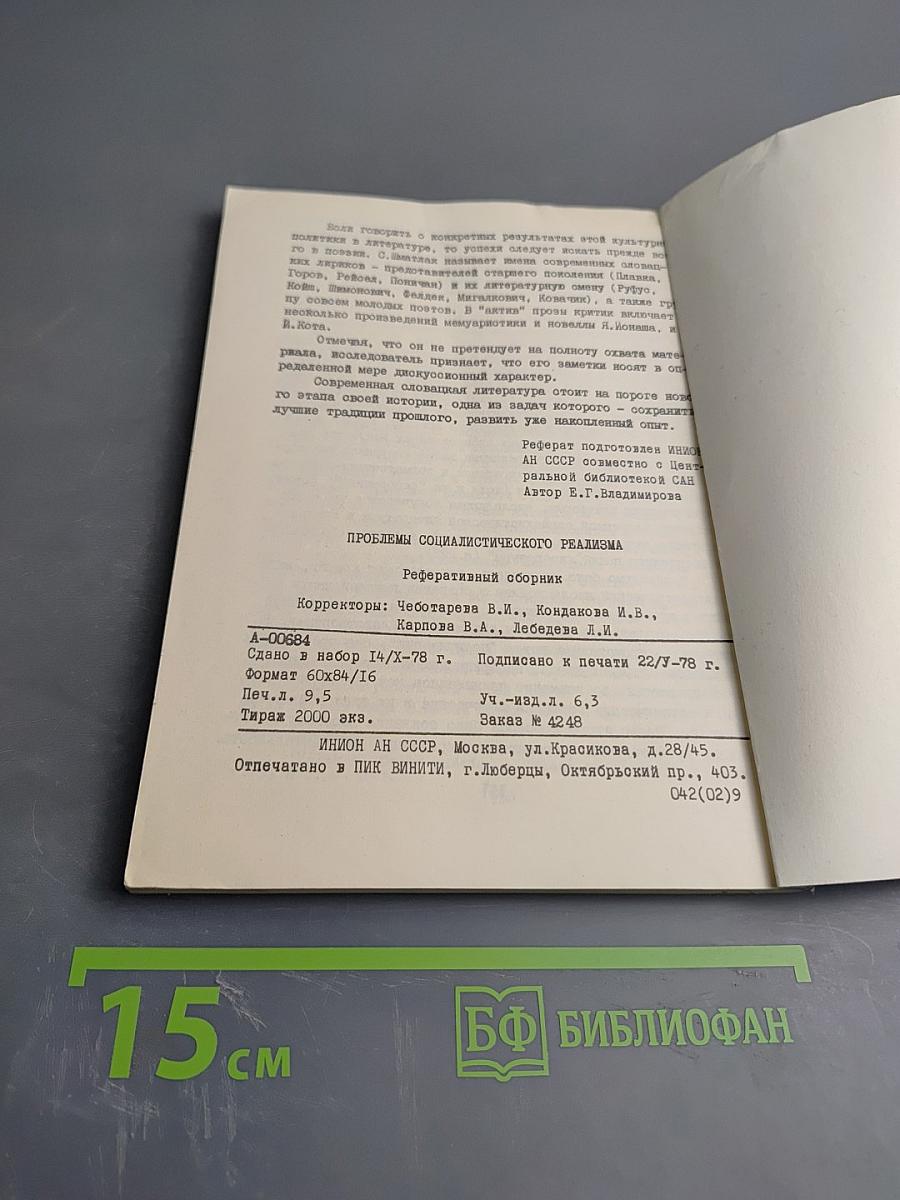 Если говорить о конкретных результатах этой культурн
политики в литературе, то успехи следует искать прежде во
го в поэзии. С.Шматлак называет имена современных словац-
ких лириков - представителей старшего поколения (Плавка,
Горов, Рейсел, Поничан) и их литературную смену (Руфус,
Койш, Шимонович, Фелдек, Мигалкович, Ковачик), а также гр
пу совсем молодых поэтов. В "актив" прозы критик включает
несколько произведений мемуаристики и новеллы Я.Йонаша, и
Й.Кота.
Отмечая, что он не претендует на полноту охвата мате-
риала, исследователь признает, что его заметки носят в оп-
ределенной мере дискуссионный характер.
Современная словацкая литература стоит на пороге ново
го этапа своей истории, одна из задач которого - сохранить
лучшие традиции прошлого, развить уже накопленный опыт.
Реферат подготовлен ИНИОН
АН СССР совместно с Цент-
ральной библиотекой САН
Автор Е.Г.Владимирова
ПРОБЛЕМЫ СОЦИАЛИСТИЧЕСКОГО РЕАЛИЗМА
Реферативный сборник
Корректоры: Чеботарева В.И., Кондакова И.В.,
Карпова В.А., Лебедева Л.И.
А-00684
Сдано в набор I4/X-78 г. Подписано к печати 22/У-78 г.
Формат 60x84/I6
Печ.л. 9,5 Уч.-изд.л. 6,3
Тираж 2000 экз. Заказ № 4248
ИНИОН АН СССР, Москва, ул.Красикова, д.28/45.
Отпечатано в ПИК ВИНИТИ, г.Люберцы, Октябрьский пр., 403.
042(02)9
15 см
БФ БИБЛИОФАН